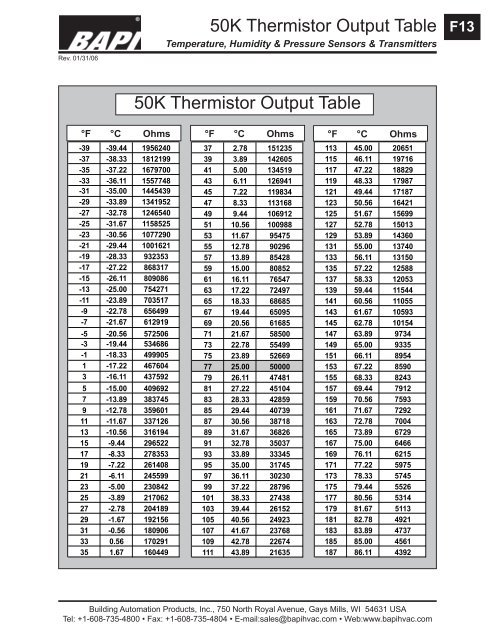 BAPI®
50K Thermistor Output Table
F13
Temperature, Humidity & Pressure Sensors & Transmitters
Rev. 01/31/06
50K Thermistor Output Table
°F °C Ohms
-39 -39.44 1956240
-37 -38.33 1812199
-35 -37.22 1679700
-33 -36.11 1557748
-31 -35.00 1445439
-29 -33.89 1341952
-27 -32.78 1246540
-25 -31.67 1158525
-23 -30.56 1077290
-21 -29.44 1001621
-19 -28.33 932353
-17 -27.22 868317
-15 -26.11 809086
-13 -25.00 754271
-11 -23.89 703517
-9 -22.78 656499
-7 -21.67 612919
-5 -20.56 572506
-3 -19.44 534686
-1 -18.33 499905
1 -17.22 467604
3 -16.11 437592
5 -15.00 409692
7 -13.89 383745
9 -12.78 359601
11 -11.67 337126
13 -10.56 316194
15 -9.44 296522
17 -8.33 278353
19 -7.22 261408
21 -6.11 245599
23 -5.00 230842
25 -3.89 217062
27 -2.78 204189
29 -1.67 192156
31 -0.56 180906
33 0.56 170291
35 1.67 160449
°F °C Ohms
37 2.78 151235
39 3.89 142605
41 5.00 134519
43 6.11 126941
45 7.22 119834
47 8.33 113168
49 9.44 106912
51 10.56 100988
53 11.67 95475
55 12.78 90296
57 13.89 85428
59 15.00 80852
61 16.11 76547
63 17.22 72497
65 18.33 68685
67 19.44 65095
69 20.56 61685
71 21.67 58500
73 22.78 55499
75 23.89 52669
77 25.00 50000
79 26.11 47481
81 27.22 45104
83 28.33 42859
85 29.44 40739
87 30.56 38718
89 31.67 36826
91 32.78 35037
93 33.89 33345
95 35.00 31745
97 36.11 30230
99 37.22 28796
101 38.33 27438
103 39.44 26152
105 40.56 24923
107 41.67 23768
109 42.78 22674
111 43.89 21635
°F °C Ohms
113 45.00 20651
115 46.11 19716
117 47.22 18829
119 48.33 17987
121 49.44 17187
123 50.56 16421
125 51.67 15699
127 52.78 15013
129 53.89 14360
131 55.00 13740
133 56.11 13150
135 57.22 12588
137 58.33 12053
139 59.44 11544
141 60.56 11055
143 61.67 10593
145 62.78 10154
147 63.89 9734
149 65.00 9335
151 66.11 8954
153 67.22 8590
155 68.33 8243
157 69.44 7912
159 70.56 7593
161 71.67 7292
163 72.78 7004
165 73.89 6729
167 75.00 6466
169 76.11 6215
171 77.22 5975
173 78.33 5745
175 79.44 5526
177 80.56 5314
179 81.67 5113
181 82.78 4921
183 83.89 4737
185 85.00 4561
187 86.11 4392
Building Automation Products, Inc., 750 North Royal Avenue, Gays Mills, WI 54631 USA
Tel: +1-608-735-4800 • Fax: +1-608-735-4804 • E-mail:sales@bapihvac.com • Web:www.bapihvac.com